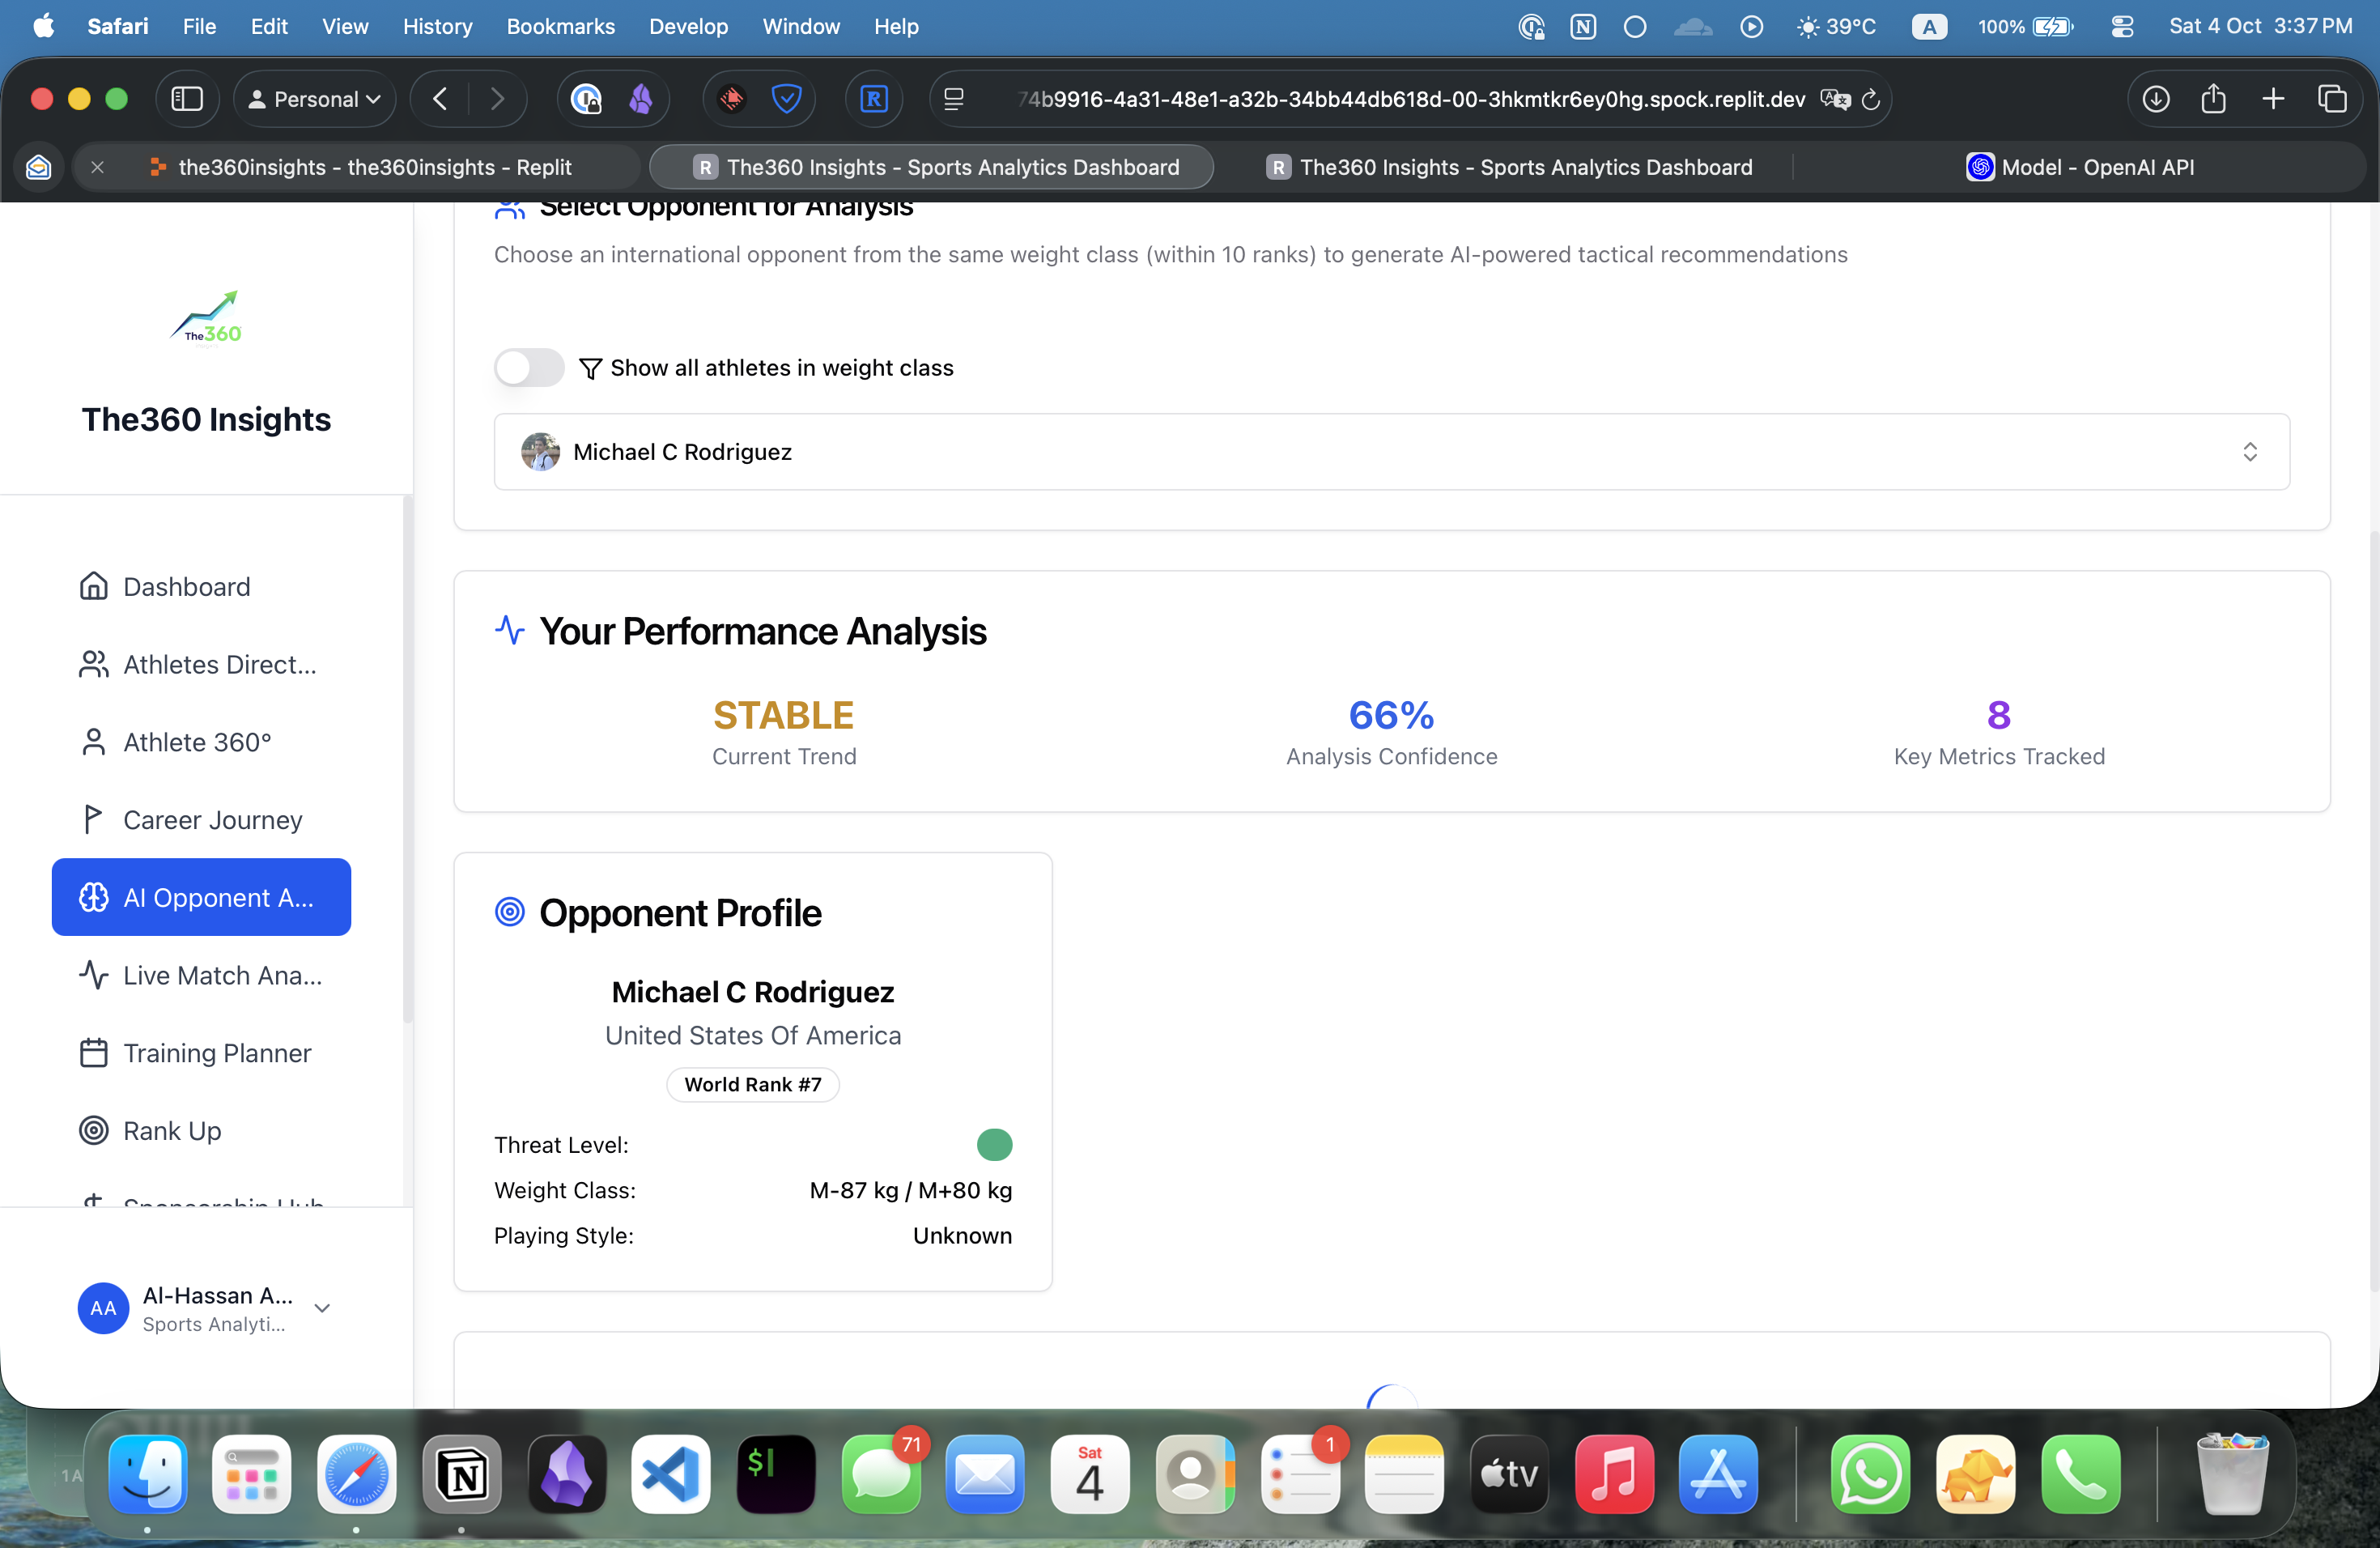 Safari File Edit View History Bookmarks Develop Window Help 39°C A 100% Sat 4 Oct 3:37 PM
Personal 74b9916-4a31-48e1-a32b-34bb44db618d-00-3hkmtkr6ey0hg.spock.replit.dev
the360insights - the360insights - Replit R The360 Insights - Sports Analytics Dashboard R The360 Insights - Sports Analytics Dashboard Model - OpenAI API
The360
The360 Insights
Dashboard
Athletes Direct...
Athlete 360°
Career Journey
AI Opponent A...
Live Match Ana...
Training Planner
Rank Up
Sponsorship Hub
AA Al-Hassan A...
Sports Analyti...
Select Opponent for Analysis
Choose an international opponent from the same weight class (within 10 ranks) to generate AI-powered tactical recommendations
Show all athletes in weight class
Michael C Rodriguez
Your Performance Analysis
STABLE 66% 8
Current Trend Analysis Confidence Key Metrics Tracked
Opponent Profile
Michael C Rodriguez
United States Of America
World Rank #7
Threat Level:
Weight Class: M-87 kg / M+80 kg
Playing Style: Unknown
71 Sat 4 1 tv